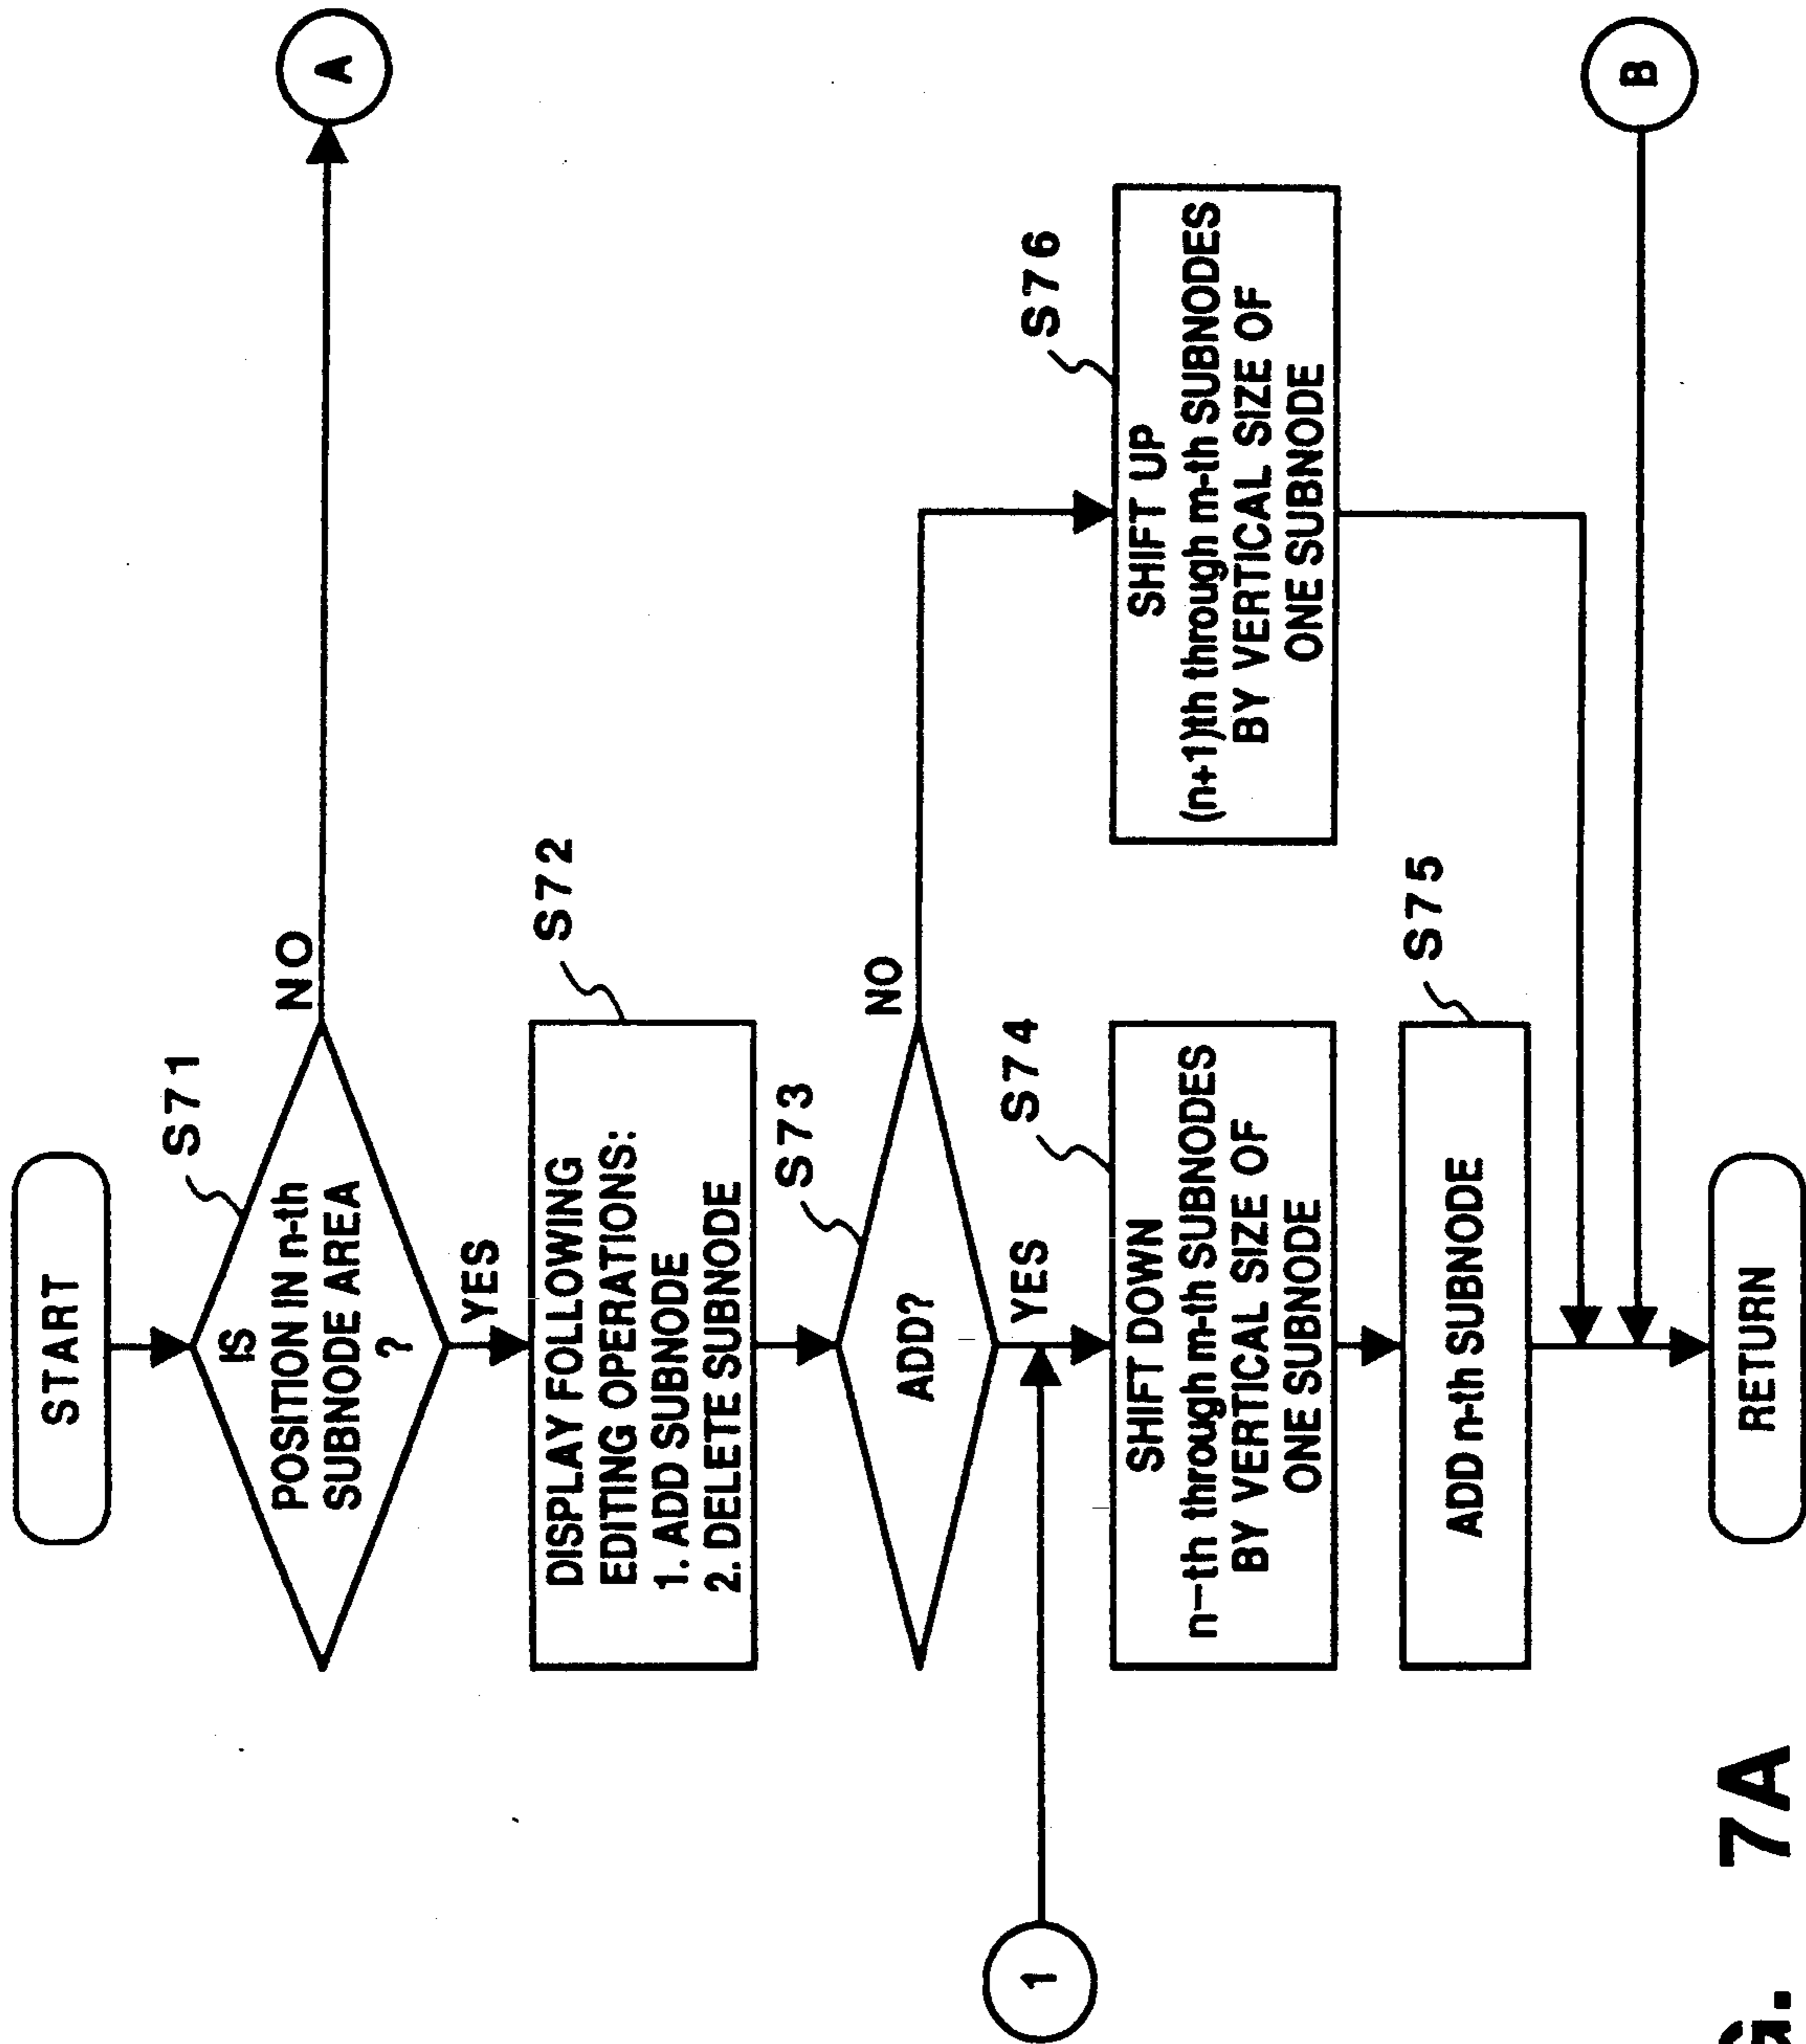 START
S71
IS
POSITION IN n-th
SUBNODE AREA
?
NO
A
YES
S72
DISPLAY FOLLOWING
EDITING OPERATIONS:
1. ADD SUBNODE
2. DELETE SUBNODE
S73
ADD?
NO
YES
1
S74
SHIFT DOWN
n-th through m-th SUBNODES
BY VERTICAL SIZE OF
ONE SUBNODE
S76
SHIFT UP
(n+1)th through m-th SUBNODES
BY VERTICAL SIZE OF
ONE SUBNODE
S75
ADD n-th SUBNODE
B
RETURN
G. 7A